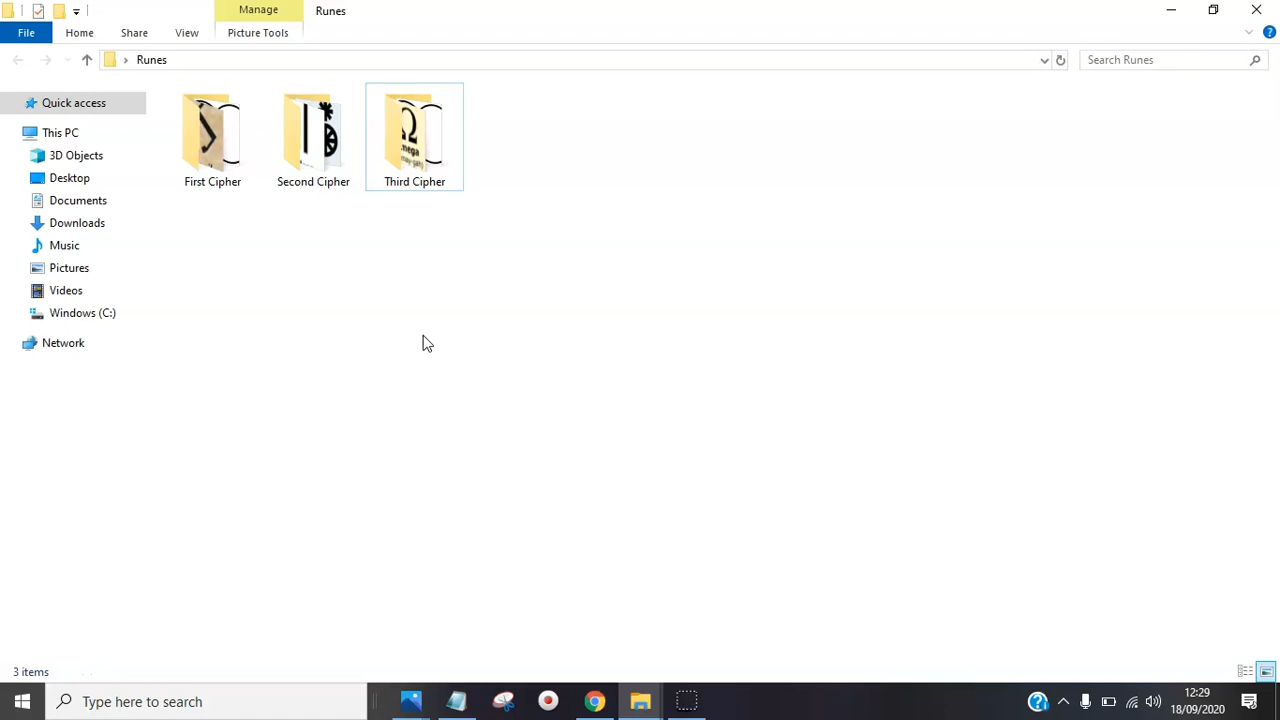 Manage
Runes
File
Home
Share
View
Picture Tools
Runes
Search Runes
Quick access
This PC
3D Objects
Desktop
Documents
Downloads
Music
Pictures
Videos
Windows (C:)
Network
Ω
mega
First Cipher
Second Cipher
Third Cipher
3 items
Type here to search
12:29
18/09/2020